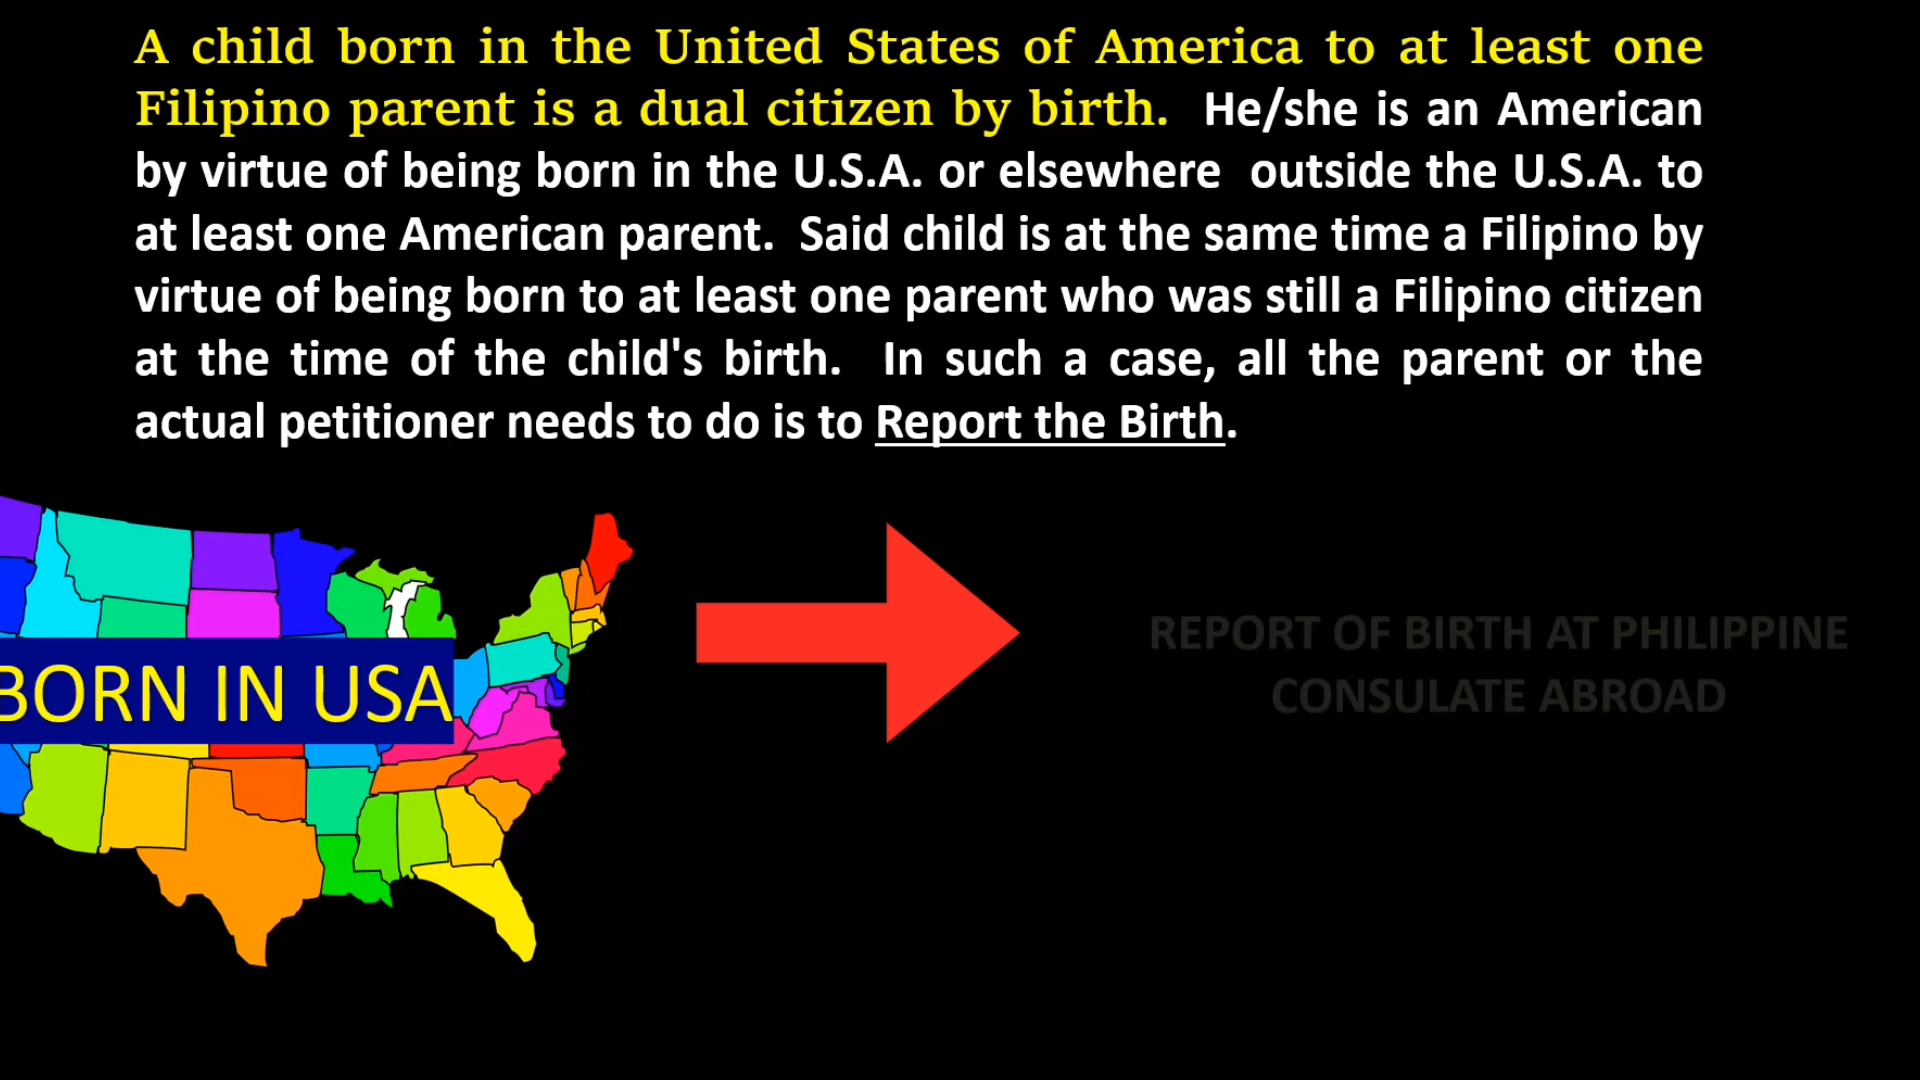 A child born in the United States of America to at least one
Filipino parent is a dual citizen by birth. He/she is an American
by virtue of being born in the U.S.A. or elsewhere outside the U.S.A. to
at least one American parent. Said child is at the same time a Filipino by
virtue of being born to at least one parent who was still a Filipino citizen
at the time of the child's birth. In such a case, all the parent or the
actual petitioner needs to do is to Report the Birth.
BORN IN USA
REPORT OF BIRTH AT PHILIPPINE
CONSULATE ABROAD